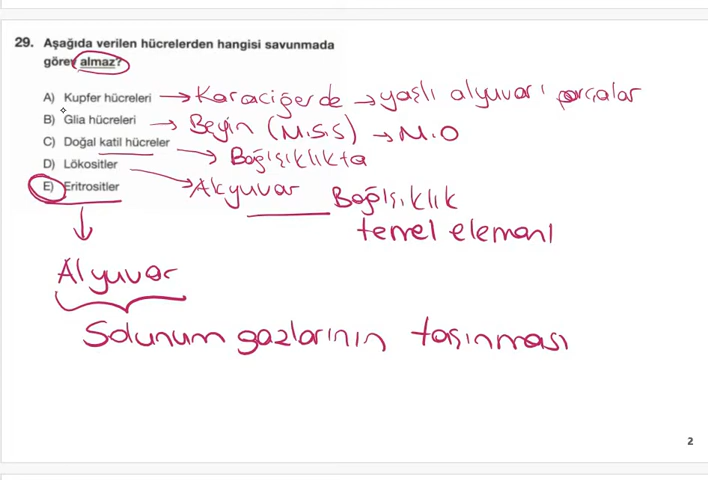 29. Aşağıda verilen hücrelerden hangisi savunmada
görev almaz?
A) Kupfer hücreleri → Karaciğerde → yaşlı alyuvarı parçalar
B) Glia hücreleri → Beyin (M.S.S) → M.O
C) Doğal katil hücreler → Bağışıklıkta
D) Lökositler → Akyuvar Bağışıklık
temel elemanı
E) Eritrositler
Alyuvar
Solunum gazlarının taşınması
2